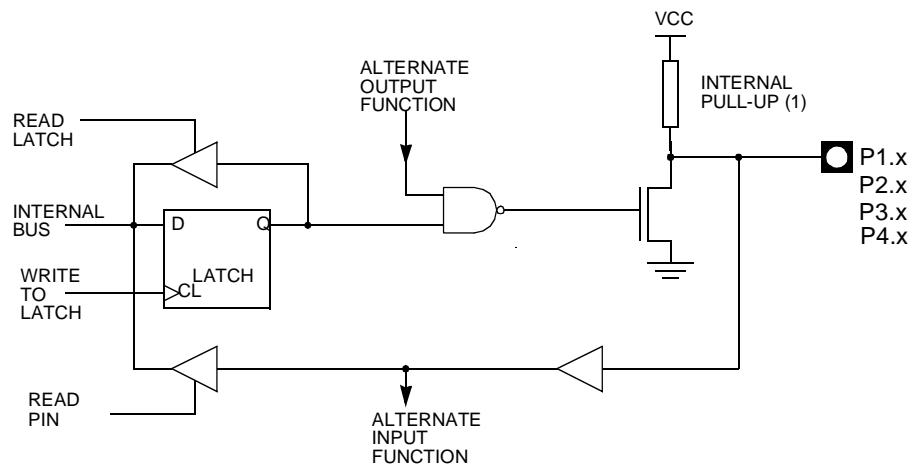 VCC
ALTERNATE
OUTPUT
FUNCTION
INTERNAL
PULL-UP (1)
READ
LATCH
P1.x
P2.x
P3.x
P4.x
INTERNAL
BUS
D
Q
LATCH
CL
WRITE
TO
LATCH
READ
PIN
ALTERNATE
INPUT
FUNCTION